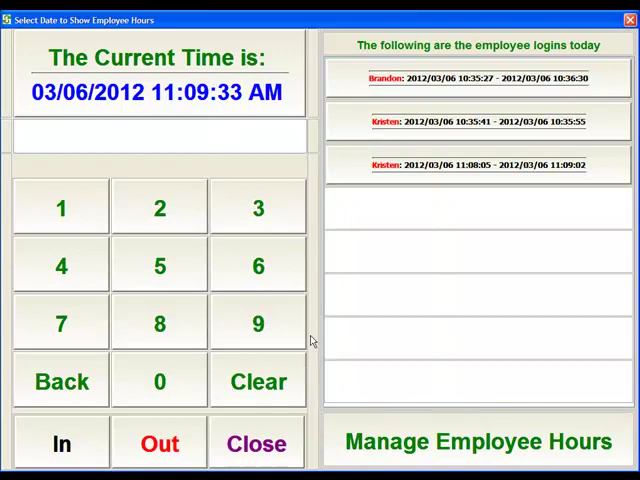 Select Date to Show Employee Hours
The Current Time is:
03/06/2012 11:09:33 AM
The following are the employee logins today
Brandon: 2012/03/06 10:35:27 - 2012/03/06 10:36:30
Kristen: 2012/03/06 10:35:41 - 2012/03/06 10:35:55
Kristen: 2012/03/06 11:08:05 - 2012/03/06 11:09:02
1 2 3
4 5 6
7 8 9
Back 0 Clear
In Out Close
Manage Employee Hours